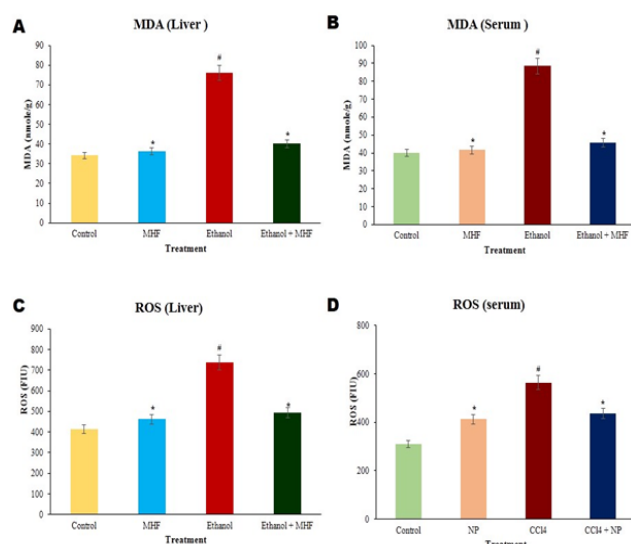 A
MDA (Liver )
MDA (nmole/g)
90
80
70
60
50
40
30
20
10
0
#
*
*
Control MHF Ethanol Ethanol + MHF
Treatment
B
MDA (Serum )
MDA (nmole/g)
100
90
80
70
60
50
40
30
20
10
0
#
*
*
Control MHF Ethanol Ethanol + MHF
Treatment
C
ROS (Liver)
ROS (FIU)
900
800
700
600
500
400
300
200
100
0
#
*
*
Control MHF Ethanol Ethanol + MHF
Treatment
D
ROS (serum)
ROS (FIU)
800
600
400
200
0
#
*
*
Control NP CCl4 CCl4 + NP
Treatment